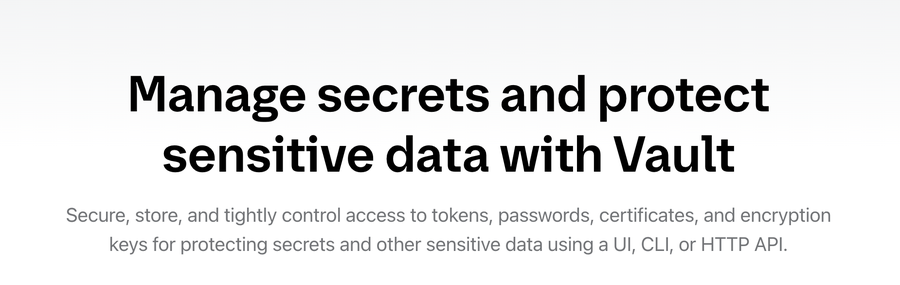 Manage secrets and protect
sensitive data with Vault
Secure, store, and tightly control access to tokens, passwords, certificates, and encryption
keys for protecting secrets and other sensitive data using a UI, CLI, or HTTP API.